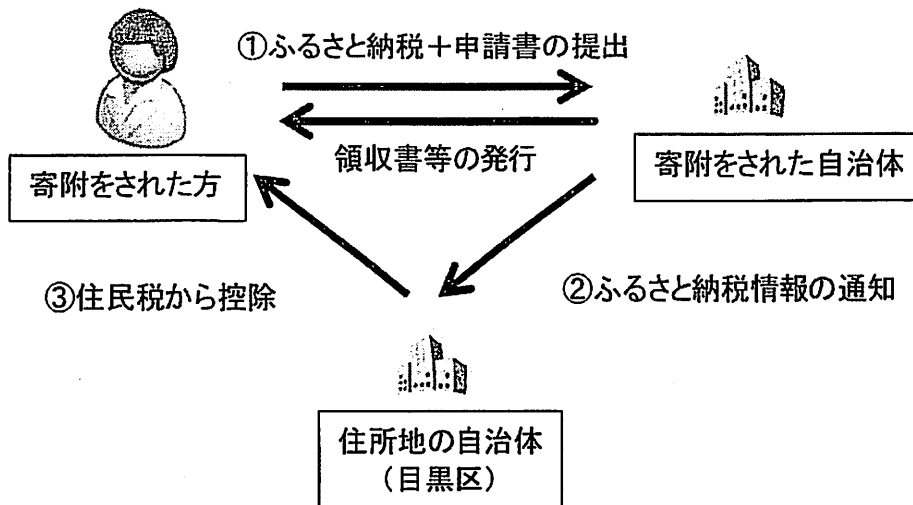 ①ふるさと納税＋申請書の提出
領収書等の発行
寄附をされた方
寄附をされた自治体
③住民税から控除
②ふるさと納税情報の通知
住所地の自治体
（目黒区）